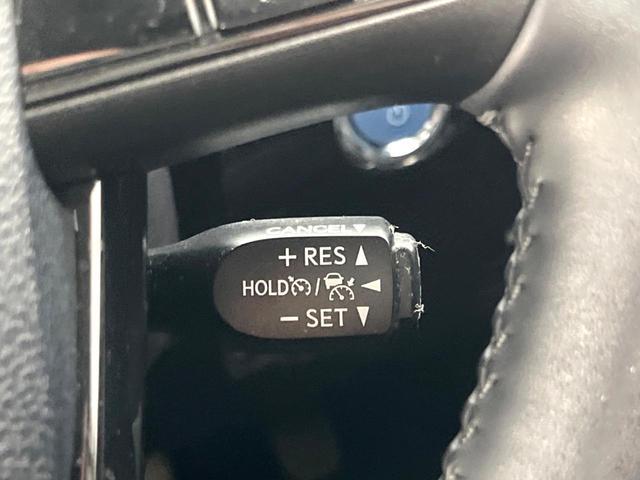 CANCEL▼
+ RES ▲
HOLD / ◀
− SET ▼